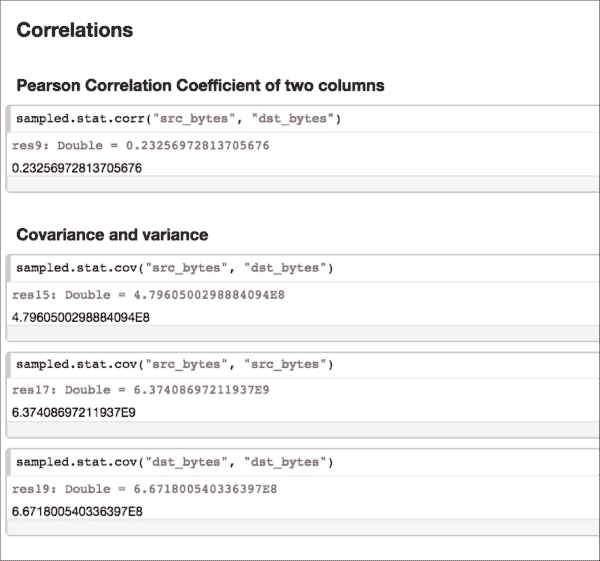 Correlations
Pearson Correlation Coefficient of two columns
sampled.stat.corr("src_bytes", "dst_bytes")
res9: Double = 0.23256972813705676
0.23256972813705676
Covariance and variance
sampled.stat.cov("src_bytes", "dst_bytes")
res15: Double = 4.7960500298884094E8
4.7960500298884094E8
sampled.stat.cov("src_bytes", "src_bytes")
res17: Double = 6.37408697211937E9
6.37408697211937E9
sampled.stat.cov("dst_bytes", "dst_bytes")
res19: Double = 6.671800540336397E8
6.671800540336397E8